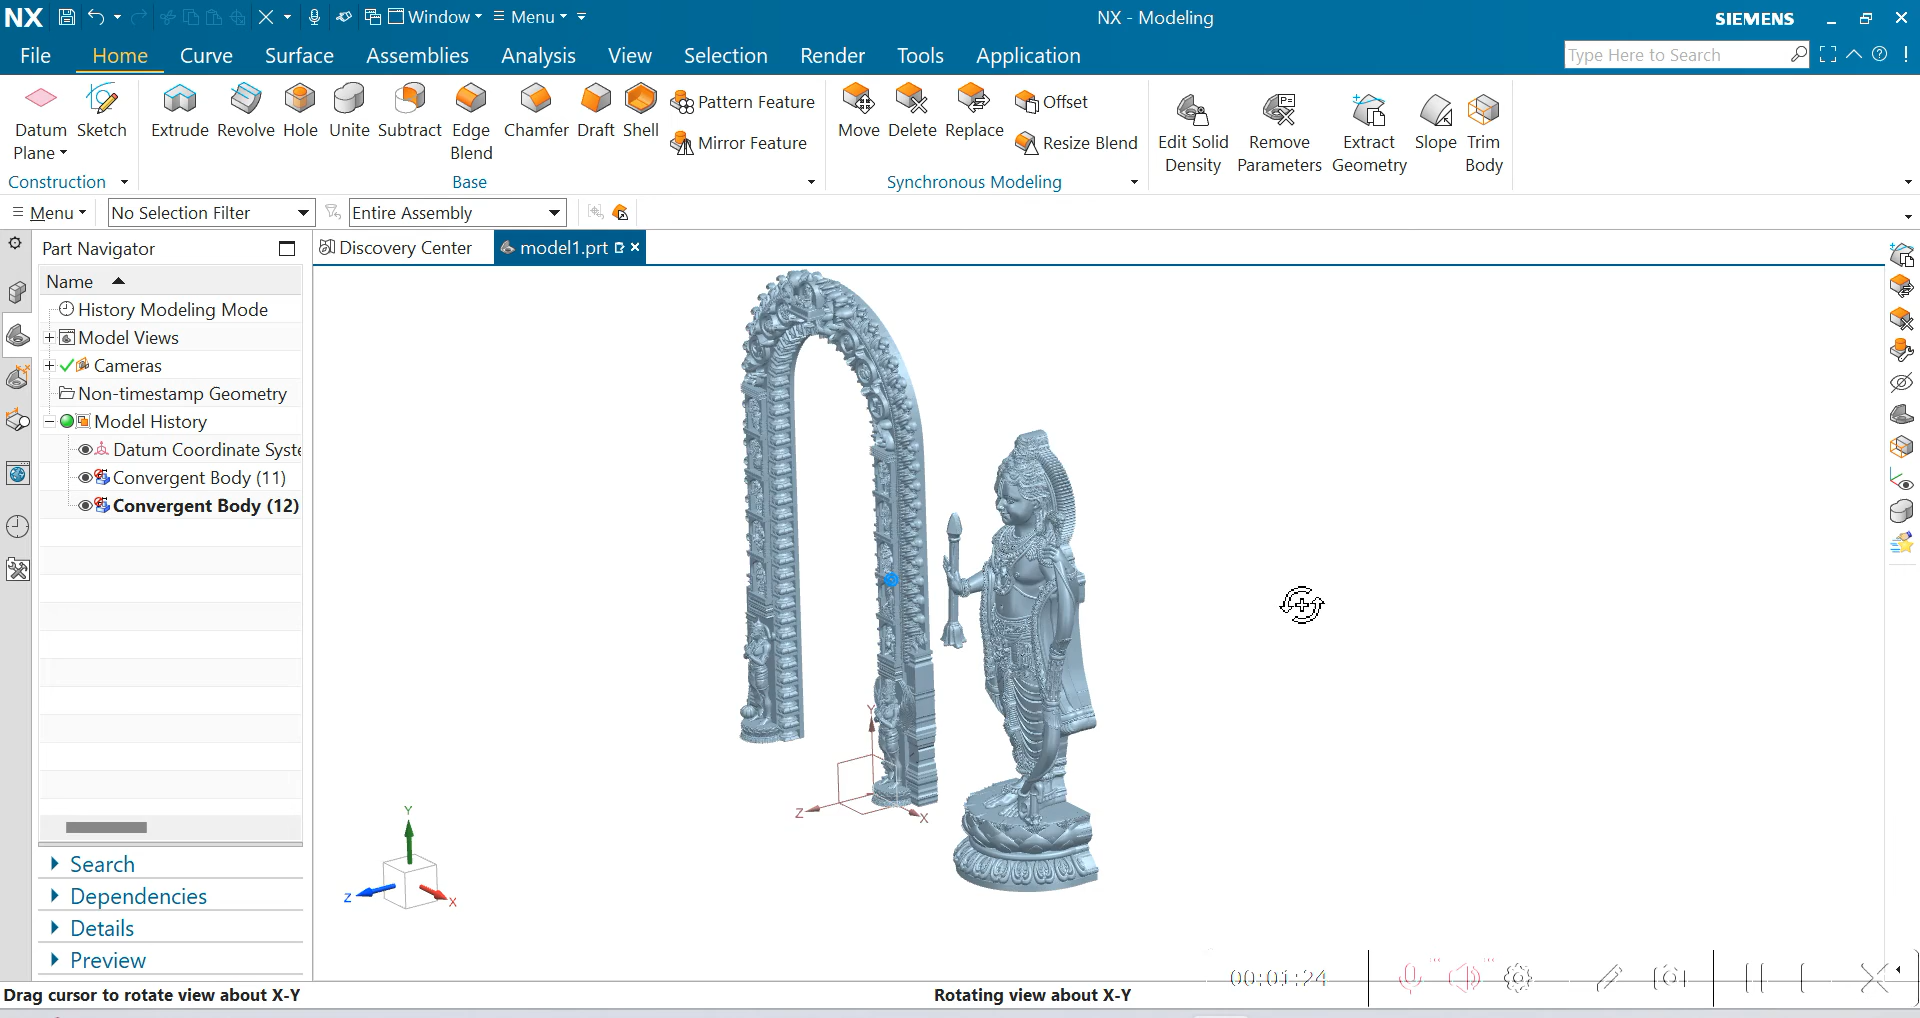 NX
Window
Menu
NX - Modeling
SIEMENS
File
Home
Curve
Surface
Assemblies
Analysis
View
Selection
Render
Tools
Application
Type Here to Search
Datum Plane
Sketch
Extrude
Revolve
Hole
Unite
Subtract
Edge Blend
Chamfer
Draft
Shell
Pattern Feature
Mirror Feature
Move
Delete
Replace
Offset
Resize Blend
Edit Solid Density
Remove Parameters
Extract Geometry
Slope
Trim Body
Construction
Base
Synchronous Modeling
Menu
No Selection Filter
Entire Assembly
Part Navigator
Discovery Center
model1.prt
Name
History Modeling Mode
Model Views
Cameras
Non-timestamp Geometry
Model History
Datum Coordinate Syste
Convergent Body (11)
Convergent Body (12)
Search
Dependencies
Details
Preview
Y
Z
X
Y
Z
X
00:01:24
Drag cursor to rotate view about X-Y
Rotating view about X-Y